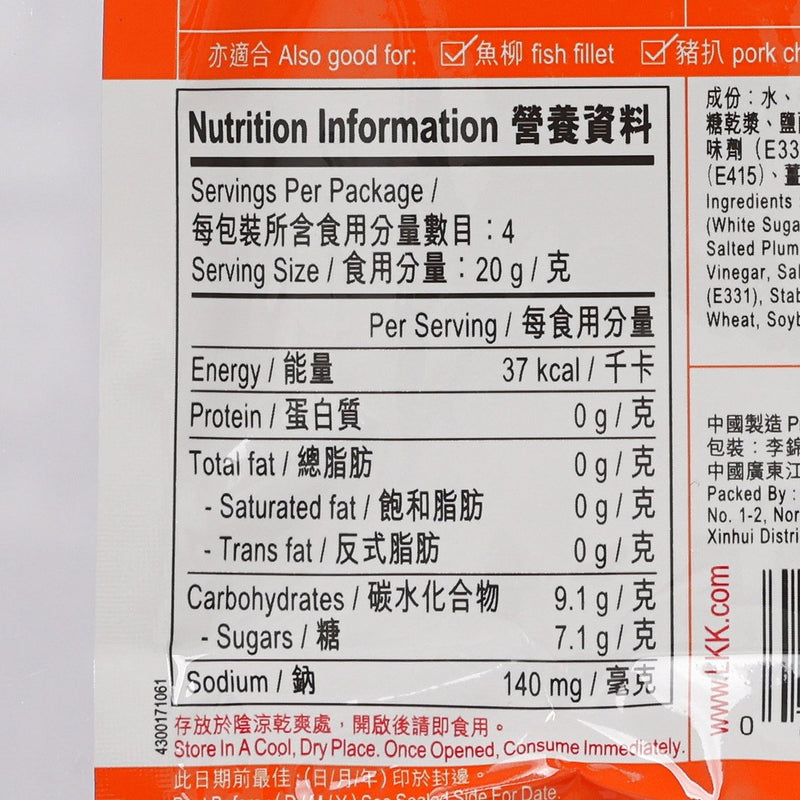 亦適合 Also good for: 魚柳 fish fillet 豬扒 pork
Nutrition Information 營養資料
Servings Per Package /
每包裝所含食用分量數目：4
Serving Size / 食用分量：20 g / 克
Per Serving / 每食用分量
Energy / 能量 37 kcal / 千卡
Protein / 蛋白質 0 g / 克
Total fat / 總脂肪 0 g / 克
- Saturated fat / 飽和脂肪 0 g / 克
- Trans fat / 反式脂肪 0 g / 克
Carbohydrates / 碳水化合物 9.1 g / 克
- Sugars / 糖 7.1 g / 克
Sodium / 鈉 140 mg / 毫克
存放於陰涼乾爽處，開啟後請即食用。
Store In A Cool, Dry Place. Once Opened, Consume Immediately.
此日期前最佳：(日/月/年) 印於封邊。
See Sealed Side For Date.
4300171061
成份：水、
糖乾漿、鹽
味劑（E33
(E415)、薑
Ingredients
(White Suga
Salted Plum
Vinegar, Sal
(E331), Stab
Wheat, Soyb
中國製造 P
包裝：李錦
中國廣東江
Packed By :
No. 1-2, Nor
Xinhui Distri
www.LKK.com
0